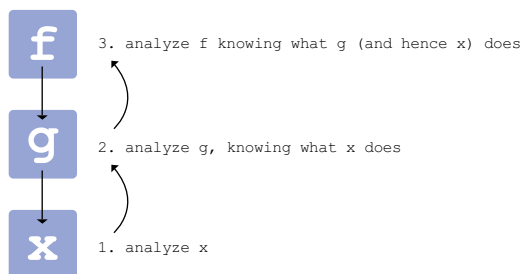 f
3. analyze f knowing what g (and hence x) does
g
2. analyze g, knowing what x does
x
1. analyze x